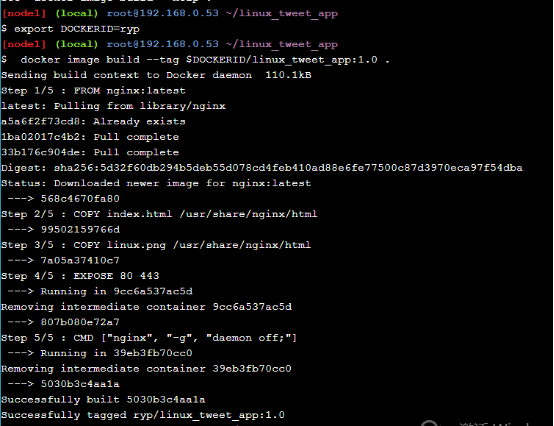 [node1] (local) root@192.168.0.53 ~/linux_tweet_app
$ export DOCKERID=ryp
[node1] (local) root@192.168.0.53 ~/linux_tweet_app
$  docker image build --tag $DOCKERID/linux_tweet_app:1.0 .
Sending build context to Docker daemon  110.1kB
Step 1/5 : FROM nginx:latest
latest: Pulling from library/nginx
a5a6f2f73cd8: Already exists
1ba02017c4b2: Pull complete
33b176c904de: Pull complete
Digest: sha256:5d32f60db294b5deb55d078cd4feb410ad88e6fe77500c87d3970eca97f54dba
Status: Downloaded newer image for nginx:latest
 ---> 568c4670fa80
Step 2/5 : COPY index.html /usr/share/nginx/html
 ---> 99502159766d
Step 3/5 : COPY linux.png /usr/share/nginx/html
 ---> 7a05a37410c7
Step 4/5 : EXPOSE 80 443
 ---> Running in 9cc6a937ac5d
Removing intermediate container 9cc6a937ac5d
 ---> 807b080e72a7
Step 5/5 : CMD ["nginx", "-g", "daemon off;"]
 ---> Running in 39eb3fb70cc0
Removing intermediate container 39eb3fb70cc0
 ---> 5030b3c4aa1a
Successfully built 5030b3c4aa1a
Successfully tagged ryp/linux_tweet_app:1.0